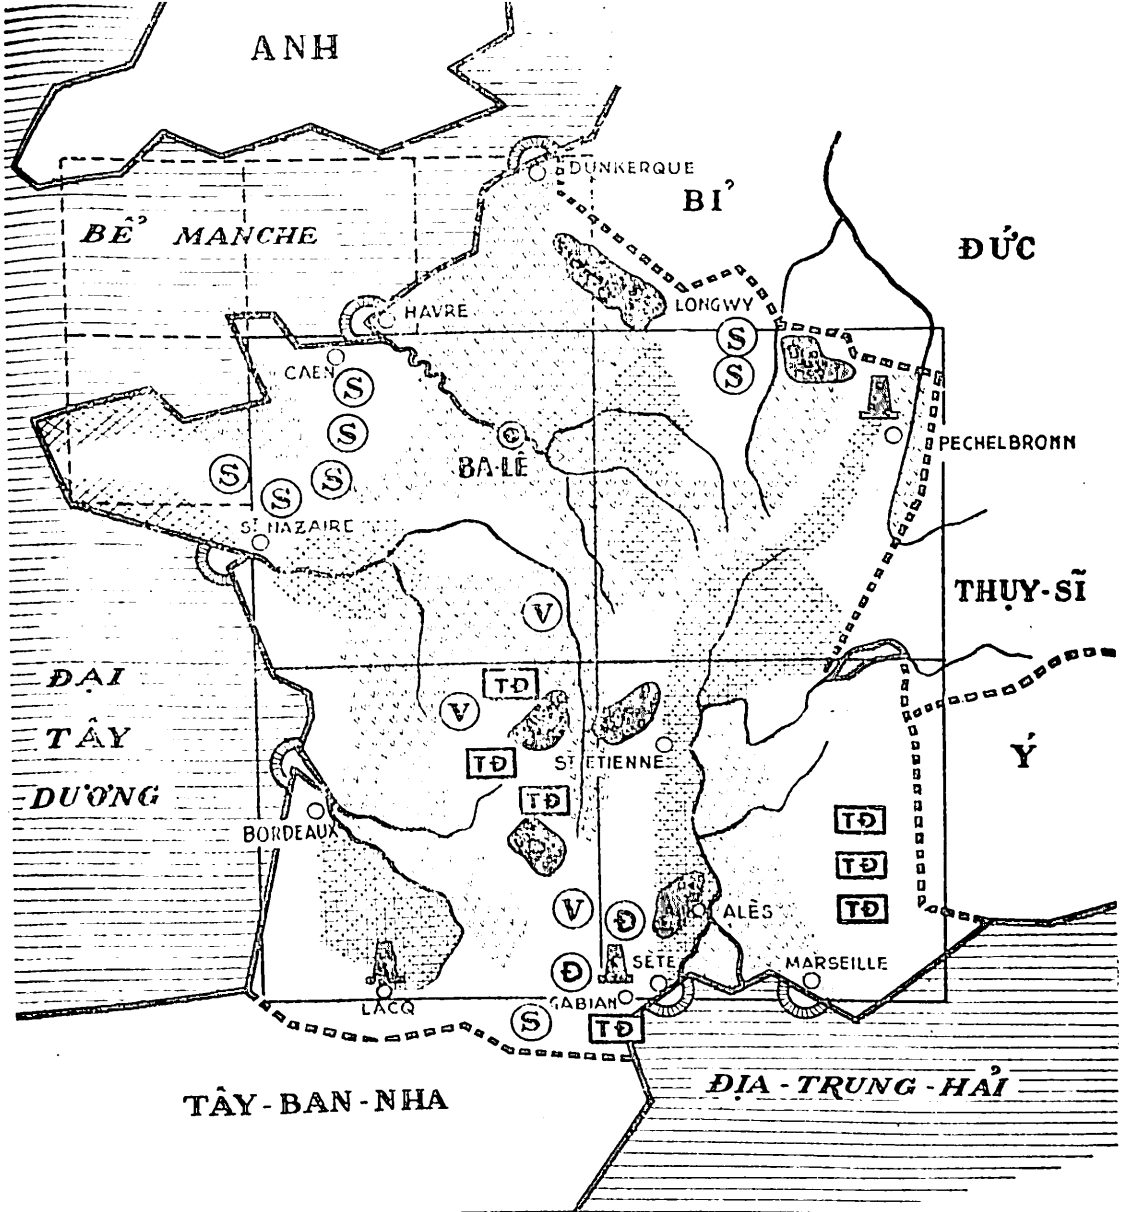 ANH
DUNKERQUE
BỈ
BỂ MANCHE
ĐỨC
HAVRE
LONGWY
S
S
CAEN
S
S
S
S
S
PECHELBRONN
BA-LÊ
Sᵗ NAZAIRE
THỤY-SĨ
V
ĐẠI
TÂY
DƯƠNG
TĐ
V
TĐ
Sᵗ ETIENNE
Ý
TĐ
BORDEAUX
TĐ
TĐ
TĐ
V
Đ
ALÈS
Đ
SÈTE
MARSEILLE
LACQ
GABIAN
S
TĐ
TÂY-BAN-NHA
ĐỊA-TRUNG-HẢI